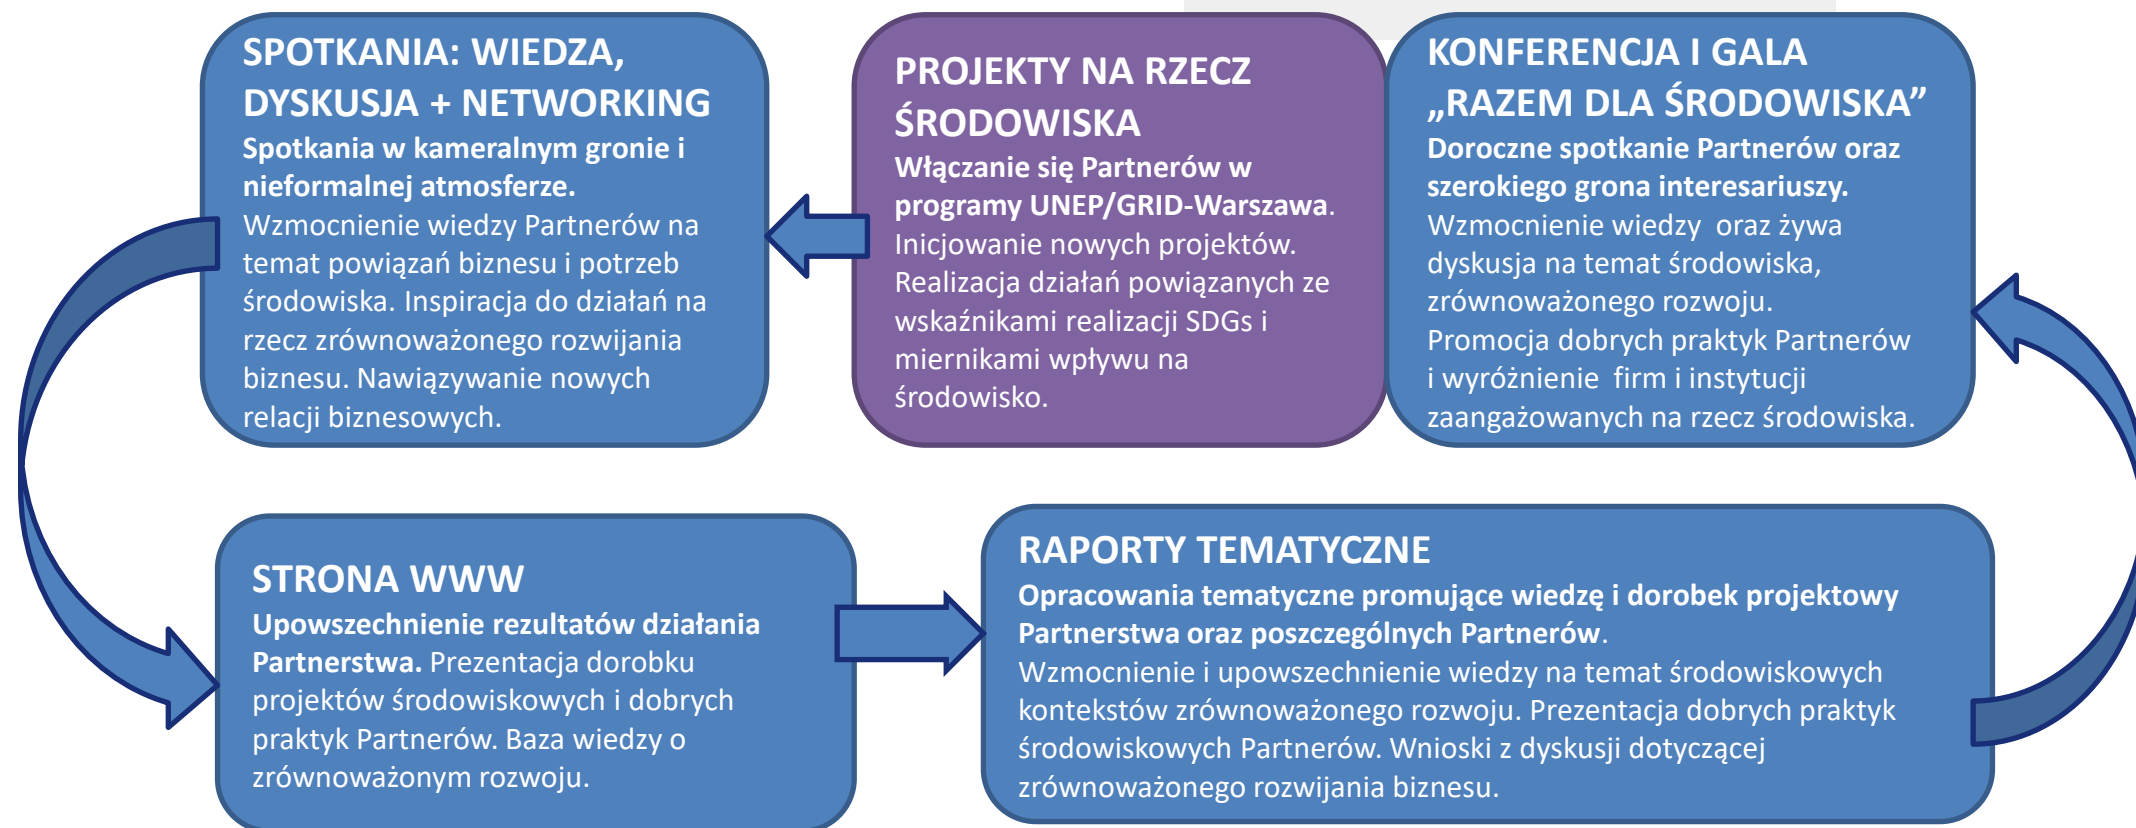 SPOTKANIA: WIEDZA,
DYSKUSJA + NETWORKING
Spotkania w kameralnym gronie i
nieformalnej atmosferze.
Wzmocnienie wiedzy Partnerów na
temat powiązań biznesu i potrzeb
środowiska. Inspiracja do działań na
rzecz zrównoważonego rozwijania
biznesu. Nawiązywanie nowych
relacji biznesowych.
PROJEKTY NA RZECZ
ŚRODOWISKA
Włączanie się Partnerów w
programy UNEP/GRID-Warszawa.
Inicjowanie nowych projektów.
Realizacja działań powiązanych ze
wskaźnikami realizacji SDGs i
miernikami wpływu na
środowisko.
KONFERENCJA I GALA
„RAZEM DLA ŚRODOWISKA”
Doroczne spotkanie Partnerów oraz
szerokiego grona interesariuszy.
Wzmocnienie wiedzy oraz żywa
dyskusja na temat środowiska,
zrównoważonego rozwoju.
Promocja dobrych praktyk Partnerów
i wyróżnienie firm i instytucji
zaangażowanych na rzecz środowiska.
STRONA WWW
Upowszechnienie rezultatów działania
Partnerstwa. Prezentacja dorobku
projektów środowiskowych i dobrych
praktyk Partnerów. Baza wiedzy o
zrównoważonym rozwoju.
RAPORTY TEMATYCZNE
Opracowania tematyczne promujące wiedzę i dorobek projektowy
Partnerstwa oraz poszczególnych Partnerów.
Wzmocnienie i upowszechnienie wiedzy na temat środowiskowych
kontekstów zrównoważonego rozwoju. Prezentacja dobrych praktyk
środowiskowych Partnerów. Wnioski z dyskusji dotyczącej
zrównoważonego rozwijania biznesu.